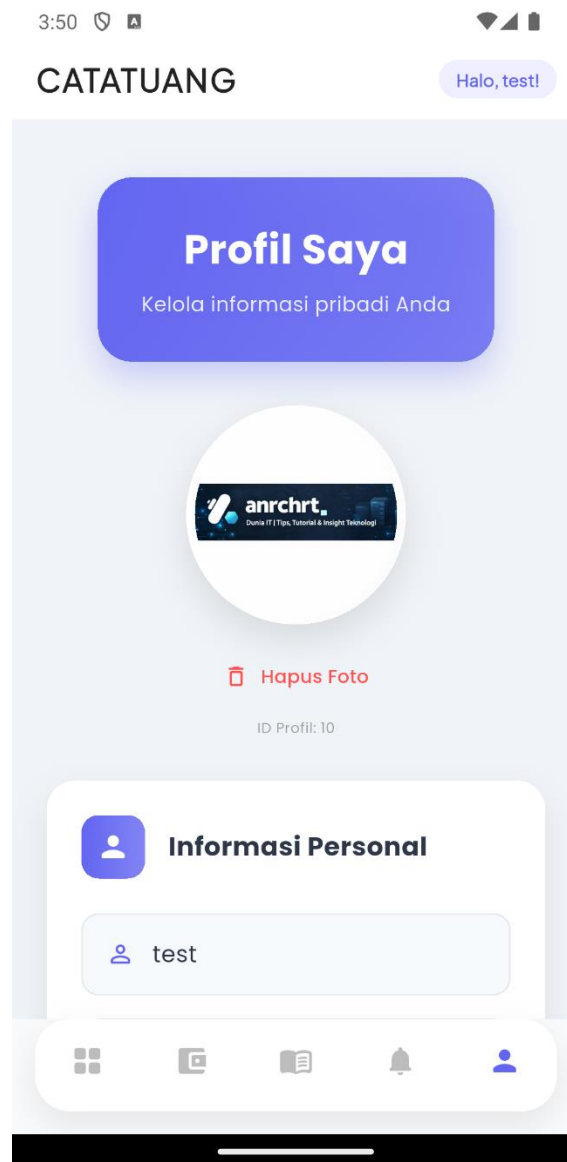 3:50
A
CATATUANG
Halo, test!
Profil Saya
Kelola informasi pribadi Anda
anrchrt_
Dunia IT | Tips, Tutorial & Insight Teknologi
Hapus Foto
ID Profil: 10
Informasi Personal
test